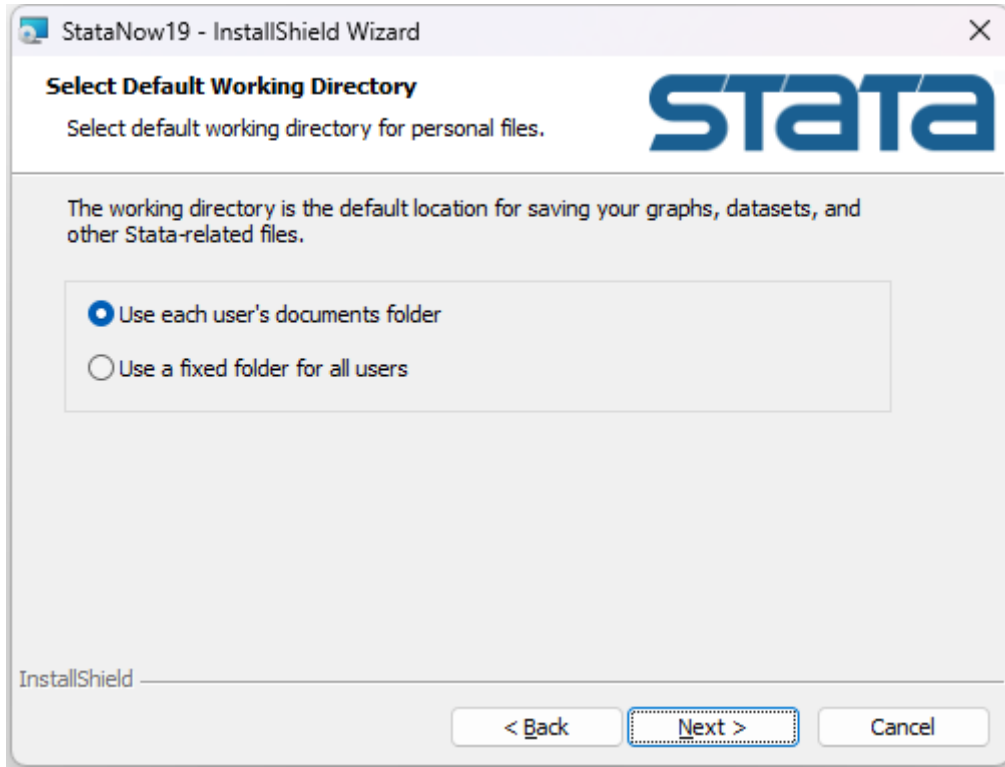 StataNow19 - InstallShield Wizard
Select Default Working Directory
Select default working directory for personal files.
STATA
The working directory is the default location for saving your graphs, datasets, and
other Stata-related files.
Use each user's documents folder
Use a fixed folder for all users
InstallShield
< Back
Next >
Cancel